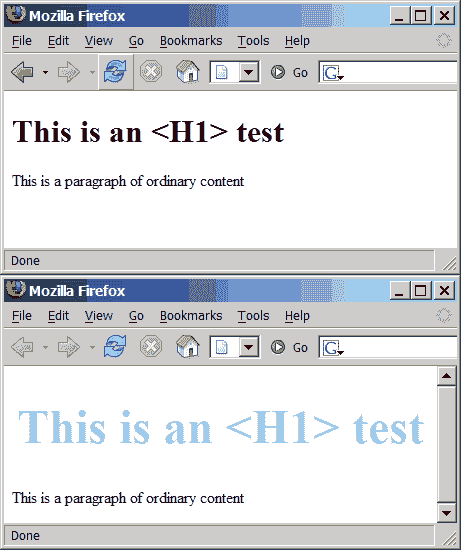 Mozilla Firefox
File Edit View Go Bookmarks Tools Help
Go G
This is an <H1> test
This is a paragraph of ordinary content
Done
Mozilla Firefox
File Edit View Go Bookmarks Tools Help
Go G
This is an <H1> test
This is a paragraph of ordinary content
Done